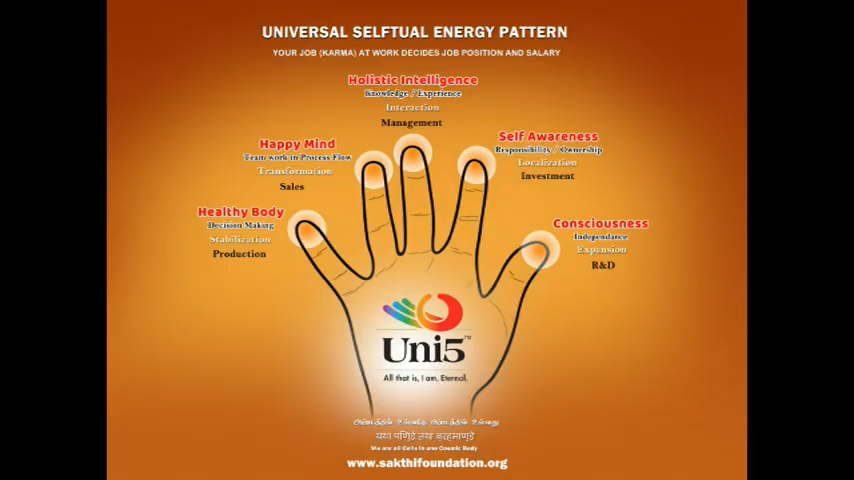 UNIVERSAL SELFTUAL ENERGY PATTERN
YOUR JOB (KARMA) AT WORK DECIDES JOB POSITION AND SALARY
Holistic Intelligence
Knowledge / Experience
Interaction
Management
Happy Mind
Team work in Process Flow
Transformation
Sales
Self Awareness
Responsibility / Ownership
Localization
Investment
Healthy Body
Decision Making
Stabilization
Production
Consciousness
Independance
Expansion
R&D
Uni5™
All that is, I am, Eternal.
We are all Cells in one Cosmic Body
www.sakthifoundation.org